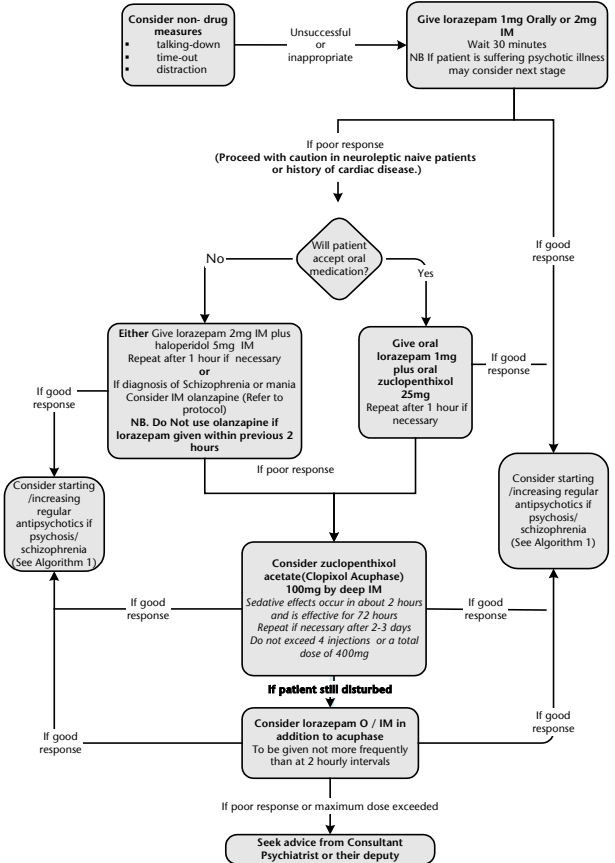 Consider non- drug
measures
▪ talking-down
▪ time-out
▪ distraction
Unsuccessful
or
inappropriate
Give lorazepam 1mg Orally or 2mg
IM
Wait 30 minutes
NB If patient is suffering psychotic illness
may consider next stage
If poor response
(Proceed with caution in neuroleptic naive patients
or history of cardiac disease.)
If good
response
Will patient
accept oral
medication?
No
Yes
Either Give lorazepam 2mg IM plus
haloperidol 5mg IM
Repeat after 1 hour if necessary
or
If diagnosis of Schizophrenia or mania
Consider IM olanzapine (Refer to
protocol)
NB. Do Not use olanzapine if
lorazepam given within previous 2
hours
Give oral
lorazepam 1mg
plus oral
zuclopenthixol
25mg
Repeat after 1 hour if
necessary
If good
response
If good
response
If poor response
Consider starting
/increasing
regular
antipsychotics if
psychosis/
schizophrenia
(See Algorithm 1)
Consider starting
/increasing regular
antipsychotics if
psychosis/
schizophrenia
(See Algorithm 1)
Consider zuclopenthixol
acetate(Clopixol Acuphase)
100mg by deep IM
Sedative effects occur in about 2 hours
and is effective for 72 hours
Repeat if necessary after 2-3 days
Do not exceed 4 injections or a total
dose of 400mg
If good
response
If good
response
If patient still disturbed
Consider lorazepam O / IM in
addition to acuphase
To be given not more frequently
than at 2 hourly intervals
If good
response
If good
response
If poor response or maximum dose exceeded
Seek advice from Consultant
Psychiatrist or their deputy